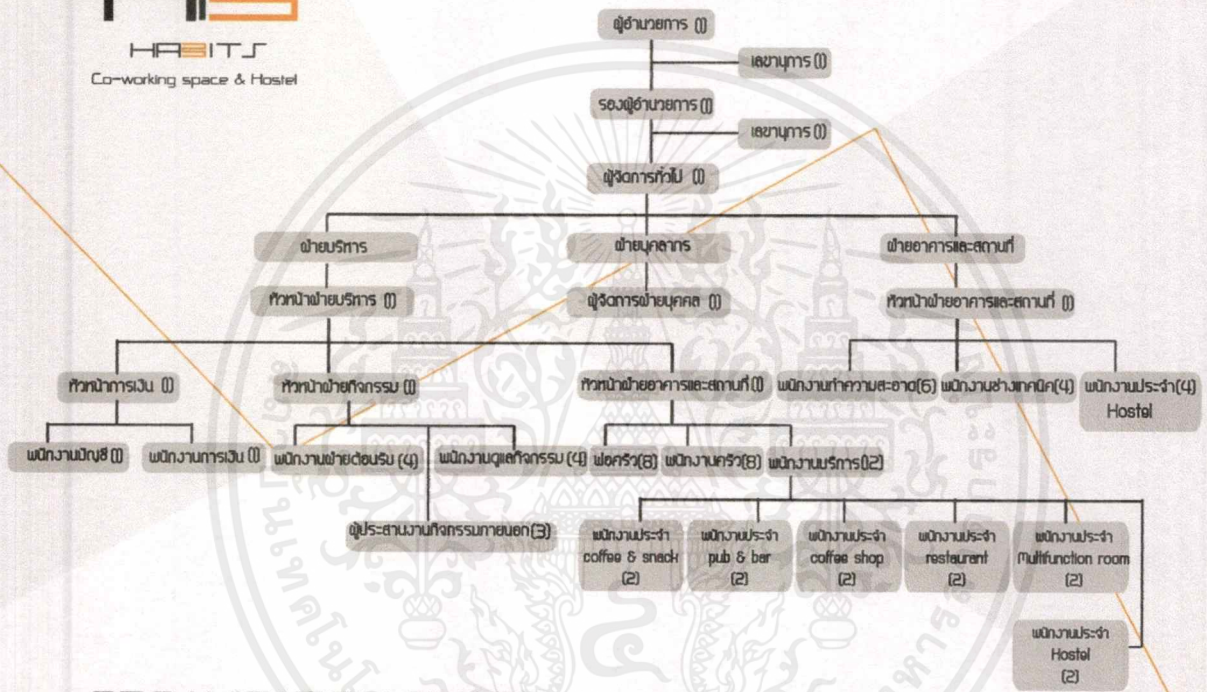 HABITS
Co-working space & Hostel
ผู้อำนวยการ (1)
เลขานุการ (1)
รองผู้อำนวยการ (1)
เลขานุการ (1)
ผู้จัดการทั่วไป (1)
ฝ่ายบริหาร
ฝ่ายบุคลากร
ฝ่ายอาคารและสถานที่
หัวหน้าฝ่ายบริหาร (1)
ผู้จัดการฝ่ายบุคคล (1)
หัวหน้าฝ่ายอาคารและสถานที่ (1)
หัวหน้าการเงิน (1)
หัวหน้าฝ่ายกิจกรรม (1)
หัวหน้าฝ่ายอาคารและสถานที่ (1)
พนักงานทำความสะอาด(6)
พนักงานช่างเทคนิค(4)
พนักงานประจำ(4)
Hostel
พนักงานบัญชี (1)
พนักงานการเงิน (1)
พนักงานฝ่ายต้อนรับ (4)
พนักงานดูแลกิจกรรม (4)
พ่อครัว(8)
พนักงานครัว(8)
พนักงานบริการ(12)
ผู้ประสานงานกิจกรรมภายนอก(3)
พนักงานประจำ
coffee & snack
(2)
พนักงานประจำ
pub & bar
(2)
พนักงานประจำ
coffee shop
(2)
พนักงานประจำ
restaurant
(2)
พนักงานประจำ
Multifunction room
(2)
พนักงานประจำ
Hostel
(2)